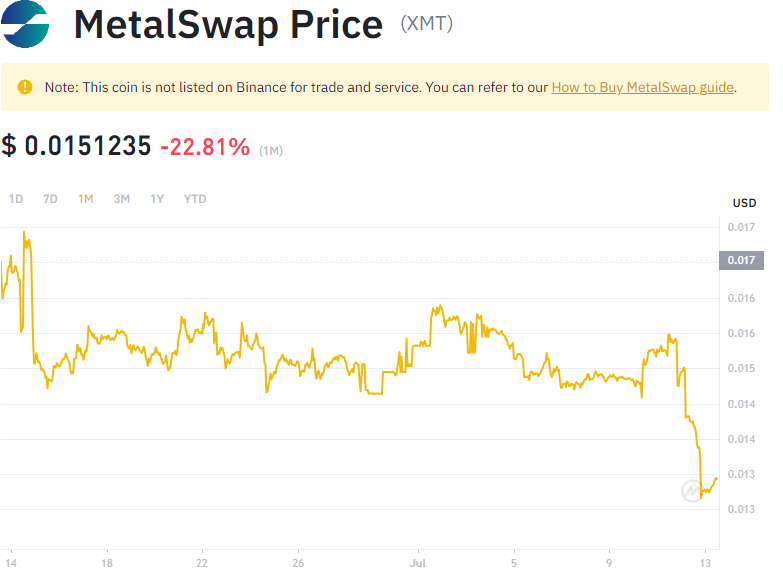 MetalSwap Price (XMT)
Note: This coin is not listed on Binance for trade and service. You can refer to our How to Buy MetalSwap guide.
$ 0.0151235 -22.81% (1M)
1D 7D 1M 3M 1Y YTD
USD
0.017
0.017
0.016
0.016
0.015
0.014
0.014
0.013
0.013
14 18 22 26 Jul 5 9 13